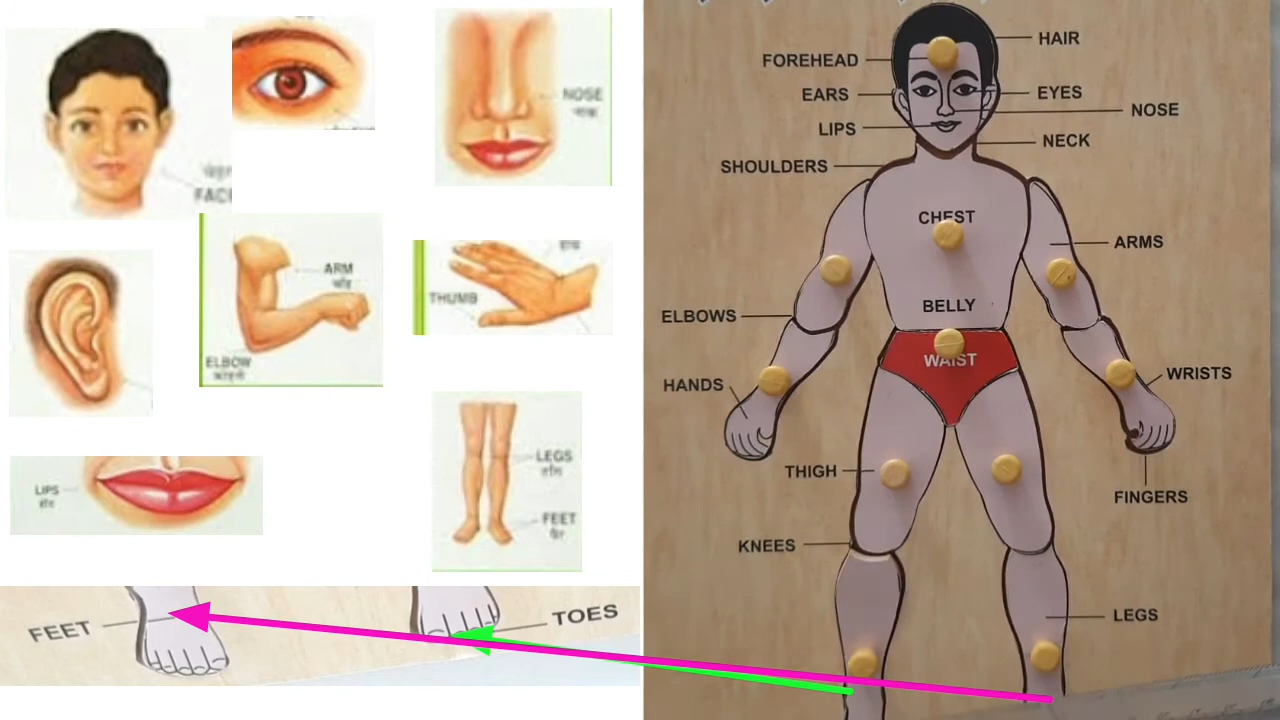 FACE
NOSE
नाक
ARM
ELBOW
THUMB
LIPS
LEGS
FEET
FEET
TOES
HAIR
FOREHEAD
EARS
EYES
NOSE
LIPS
NECK
SHOULDERS
CHEST
ARMS
BELLY
ELBOWS
WAIST
HANDS
WRISTS
THIGH
FINGERS
KNEES
LEGS